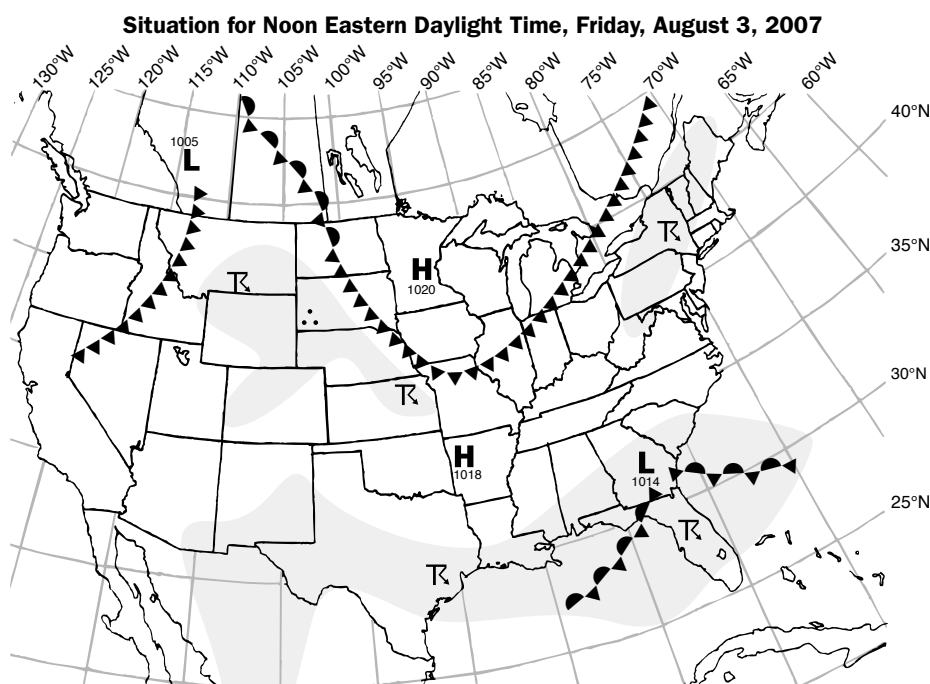 Situation for Noon Eastern Daylight Time, Friday, August 3, 2007
130°W 125°W 120°W 115°W 110°W 105°W 100°W 95°W 90°W 85°W 80°W 75°W 70°W 65°W 60°W
40°N
1005
L
35°N
H
1020
30°N
H
1018
L
1014
25°N